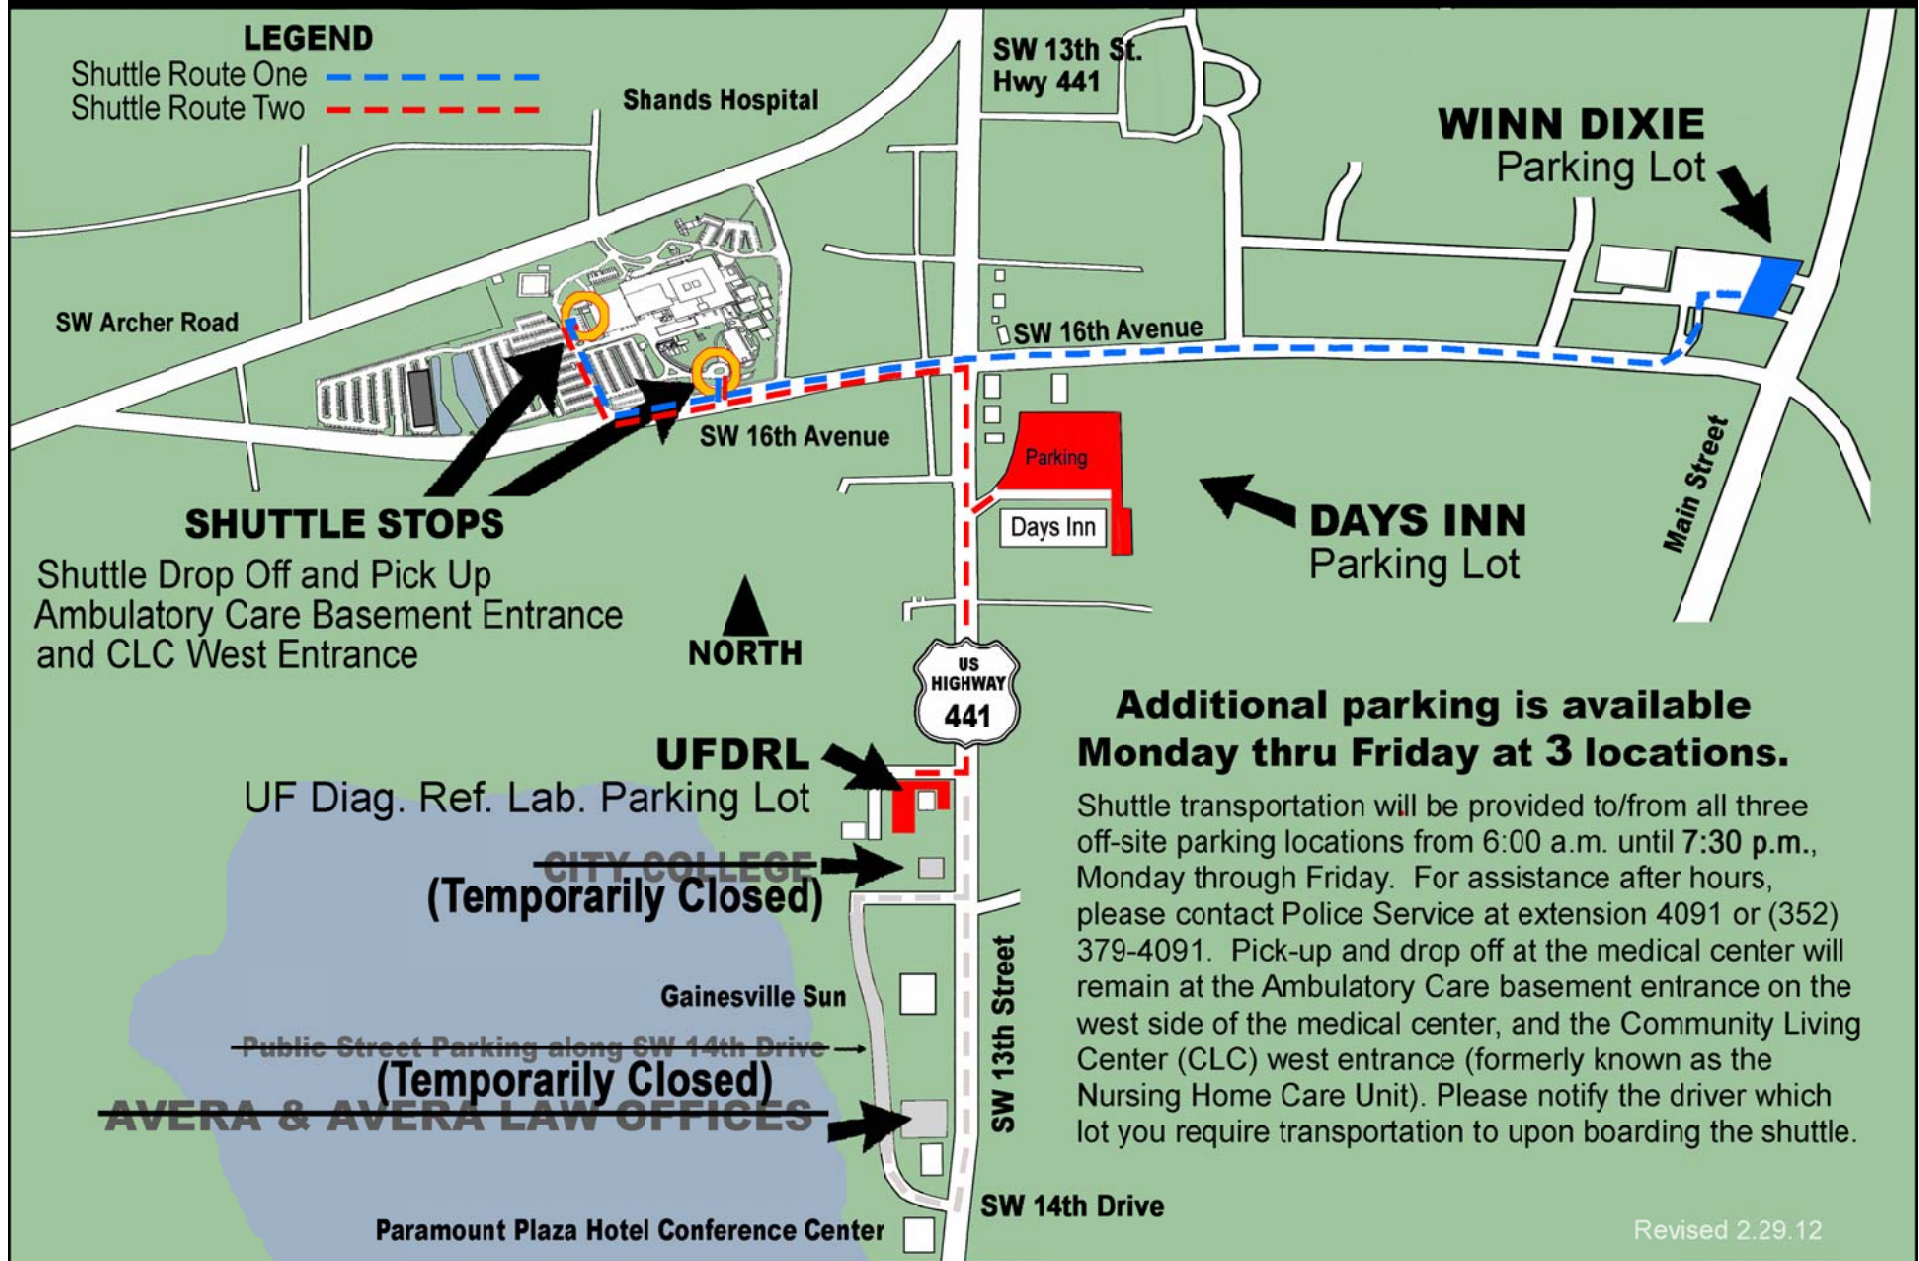 LEGEND
Shuttle Route One
Shuttle Route Two
Shands Hospital
SW 13th St.
Hwy 441
WINN DIXIE
Parking Lot
SW Archer Road
SW 16th Avenue
SW 16th Avenue
Main Street
Parking
Days Inn
DAYS INN
Parking Lot
SHUTTLE STOPS
Shuttle Drop Off and Pick Up
Ambulatory Care Basement Entrance
and CLC West Entrance
NORTH
US
HIGHWAY
441
UFDRL
UF Diag. Ref. Lab. Parking Lot
CITY COLLEGE
(Temporarily Closed)
Gainesville Sun
Public Street Parking along SW 14th Drive
(Temporarily Closed)
AVERA & AVERA LAW OFFICES
SW 13th Street
SW 14th Drive
Paramount Plaza Hotel Conference Center
Additional parking is available
Monday thru Friday at 3 locations.
Shuttle transportation will be provided to/from all three
off-site parking locations from 6:00 a.m. until 7:30 p.m.,
Monday through Friday. For assistance after hours,
please contact Police Service at extension 4091 or (352)
379-4091. Pick-up and drop off at the medical center will
remain at the Ambulatory Care basement entrance on the
west side of the medical center, and the Community Living
Center (CLC) west entrance (formerly known as the
Nursing Home Care Unit). Please notify the driver which
lot you require transportation to upon boarding the shuttle.
Revised 2.29.12